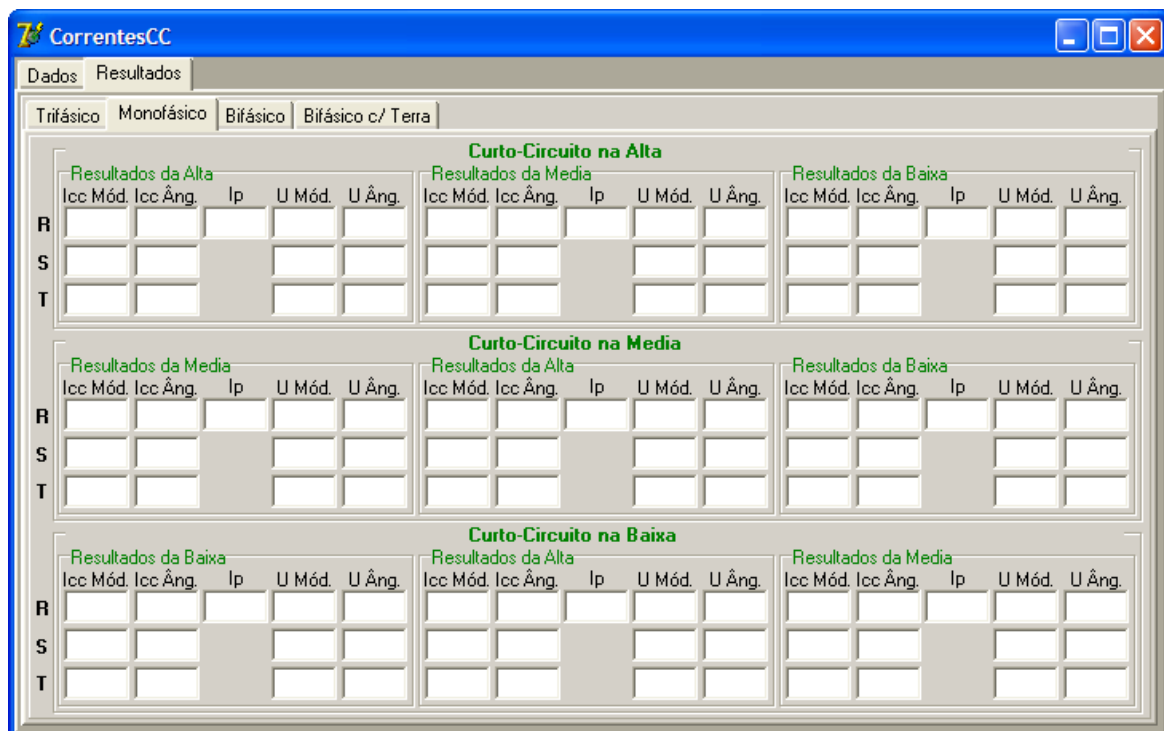 CorrentesCC
Dados Resultados
Trifásico Monofásico Bifásico Bifásico c/ Terra
Curto-Circuito na Alta
Resultados da Alta Resultados da Media Resultados da Baixa
Icc Mód. Icc Âng. Ip U Mód. U Âng. Icc Mód. Icc Âng. Ip U Mód. U Âng. Icc Mód. Icc Âng. Ip U Mód. U Âng.
R
S
T
Curto-Circuito na Media
Resultados da Media Resultados da Alta Resultados da Baixa
Icc Mód. Icc Âng. Ip U Mód. U Âng. Icc Mód. Icc Âng. Ip U Mód. U Âng. Icc Mód. Icc Âng. Ip U Mód. U Âng.
R
S
T
Curto-Circuito na Baixa
Resultados da Baixa Resultados da Alta Resultados da Media
Icc Mód. Icc Âng. Ip U Mód. U Âng. Icc Mód. Icc Âng. Ip U Mód. U Âng. Icc Mód. Icc Âng. Ip U Mód. U Âng.
R
S
T